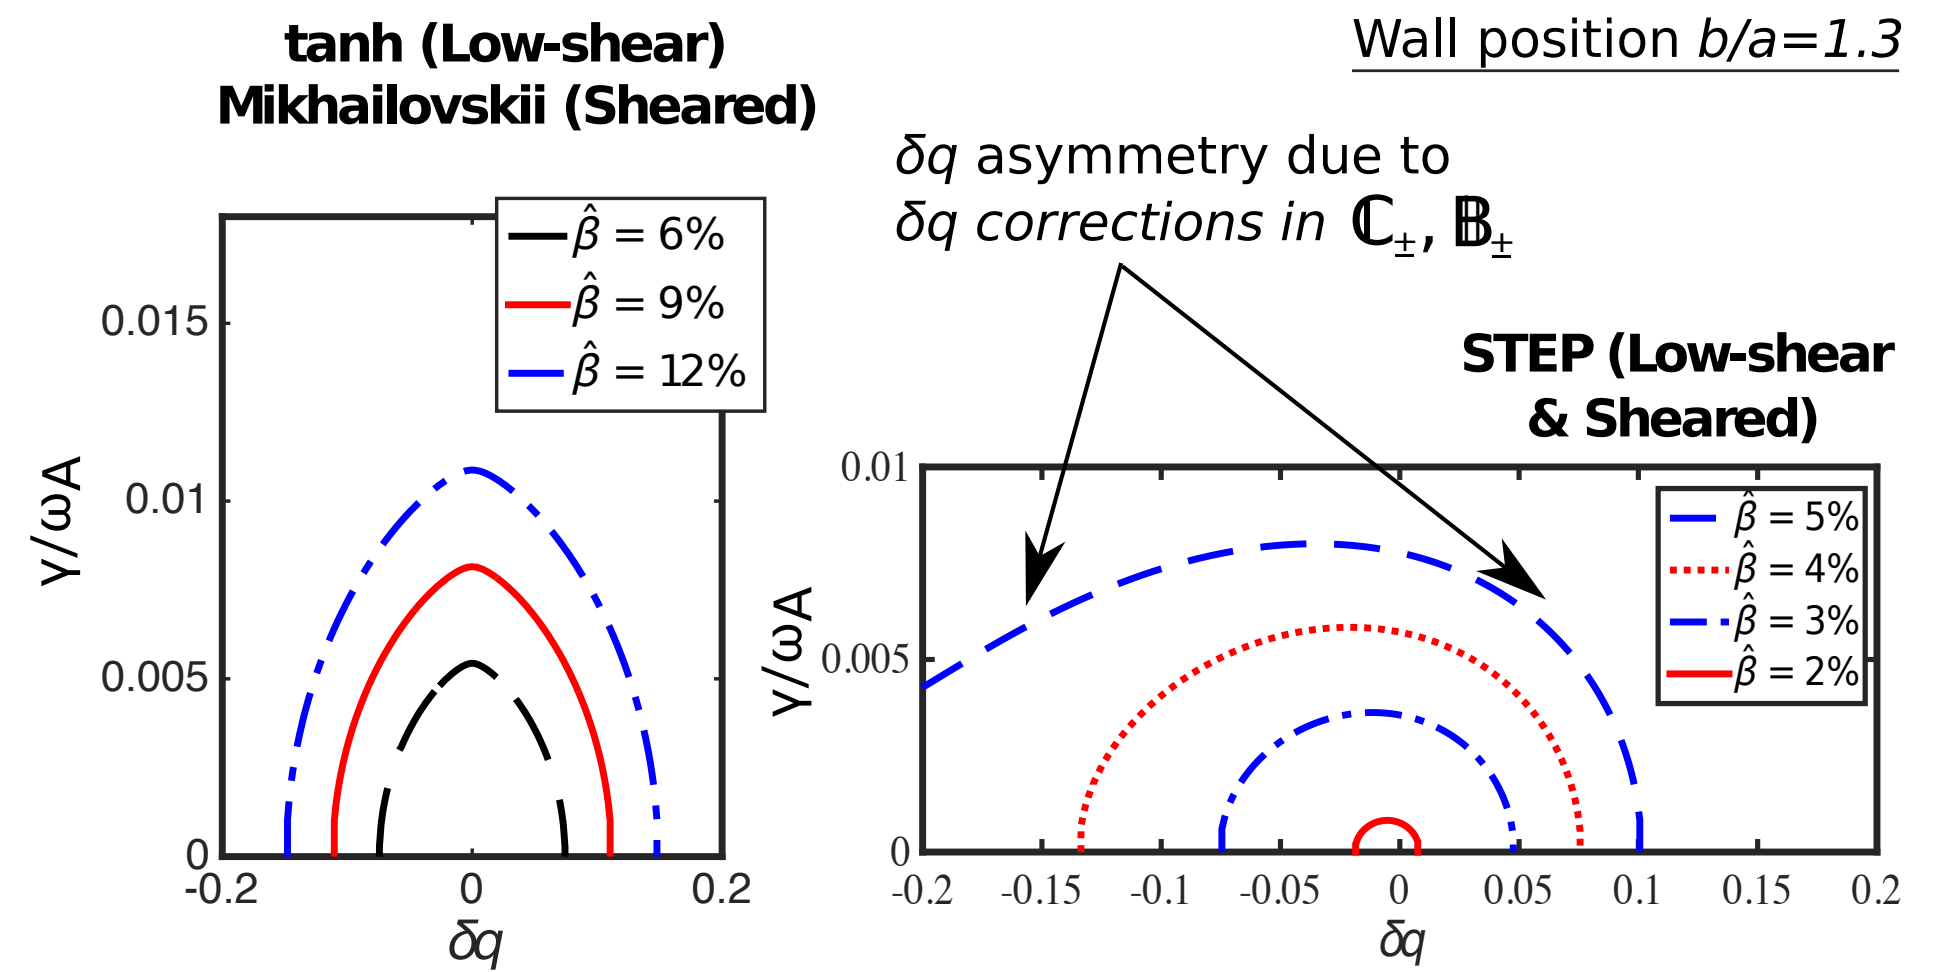 tanh (Low-shear)
Mikhailovskii (Sheared)
Wall position b/a=1.3
δq asymmetry due to
δq corrections in ℂ±, 𝔹±
β̂ = 6%
β̂ = 9%
β̂ = 12%
0.015
0.01
0.005
0
-0.2 0 0.2
δq
γ/ωA
STEP (Low-shear
& Sheared)
β̂ = 5%
β̂ = 4%
β̂ = 3%
β̂ = 2%
0.01
0.005
0
-0.2 -0.15 -0.1 -0.05 0 0.05 0.1 0.15 0.2
δq
γ/ωA